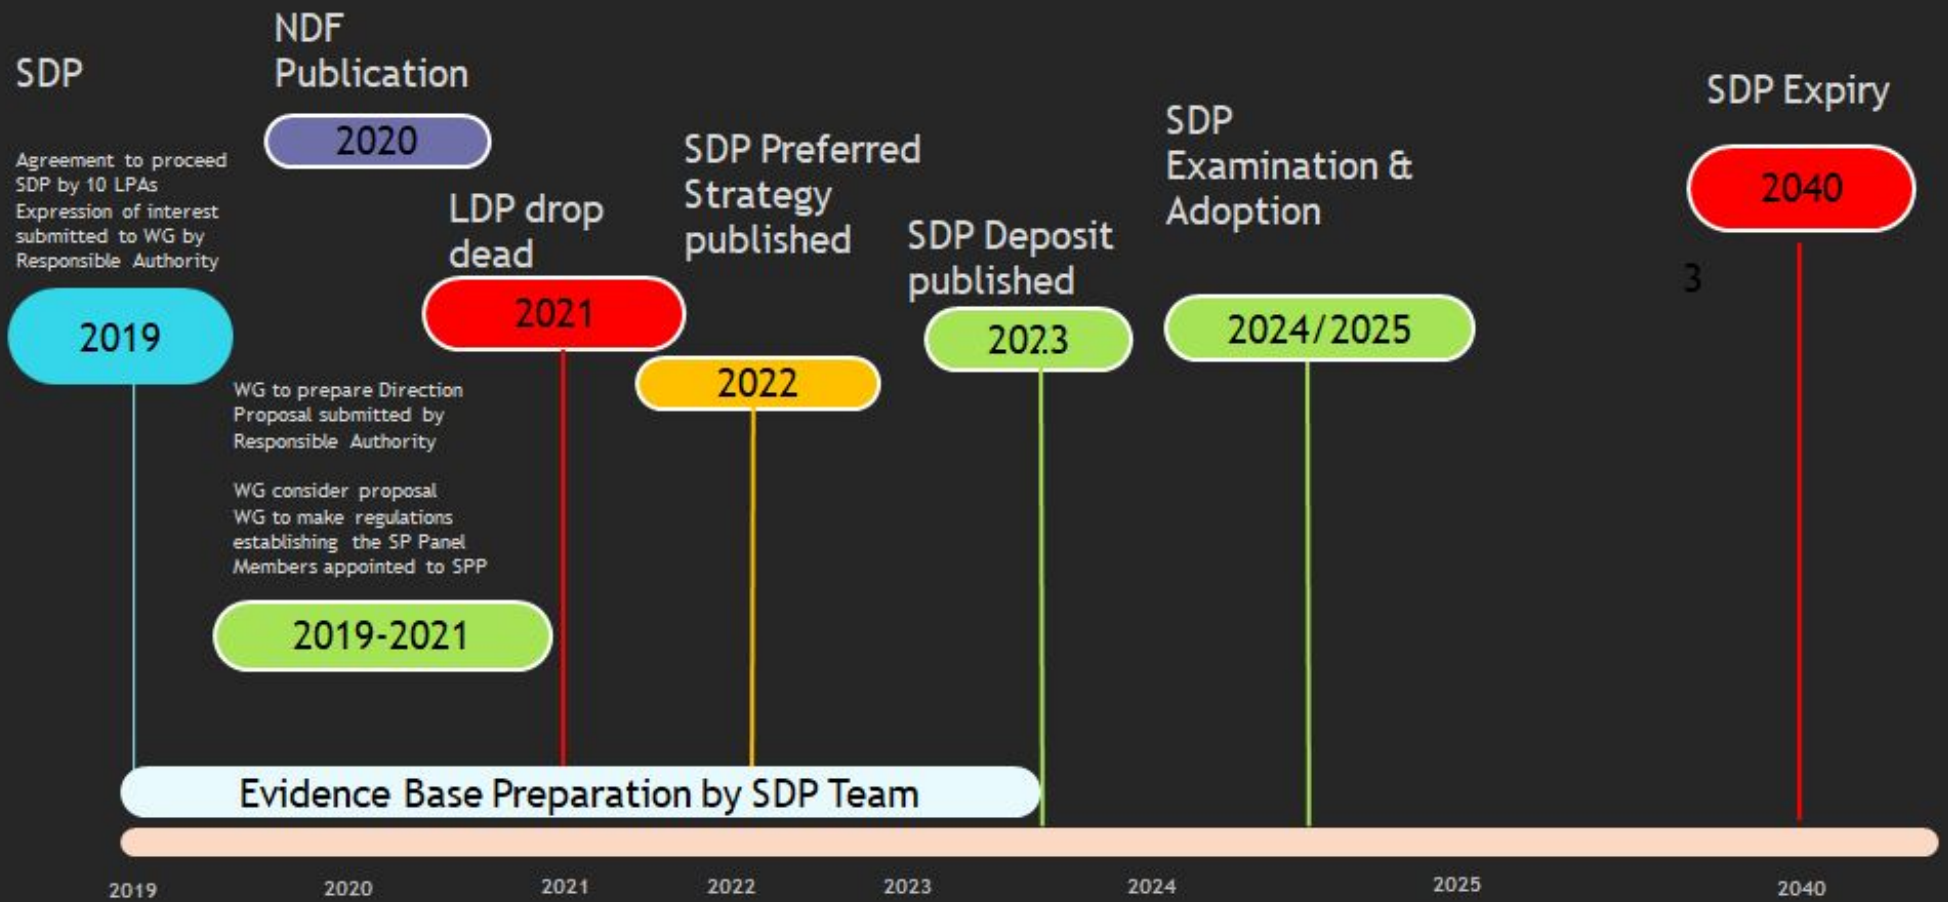 SDP
Agreement to proceed
SDP by 10 LPAs
Expression of interest
submitted to WG by
Responsible Authority
2019
NDF
Publication
2020
WG to prepare Direction
Proposal submitted by
Responsible Authority
WG consider proposal
WG to make regulations
establishing the SP Panel
Members appointed to SPP
2019-2021
LDP drop
dead
2021
SDP Preferred
Strategy
published
2022
SDP Deposit
published
2023
SDP
Examination &
Adoption
2024/2025
SDP Expiry
2040
3
Evidence Base Preparation by SDP Team
2019 2020 2021 2022 2023 2024 2025 2040